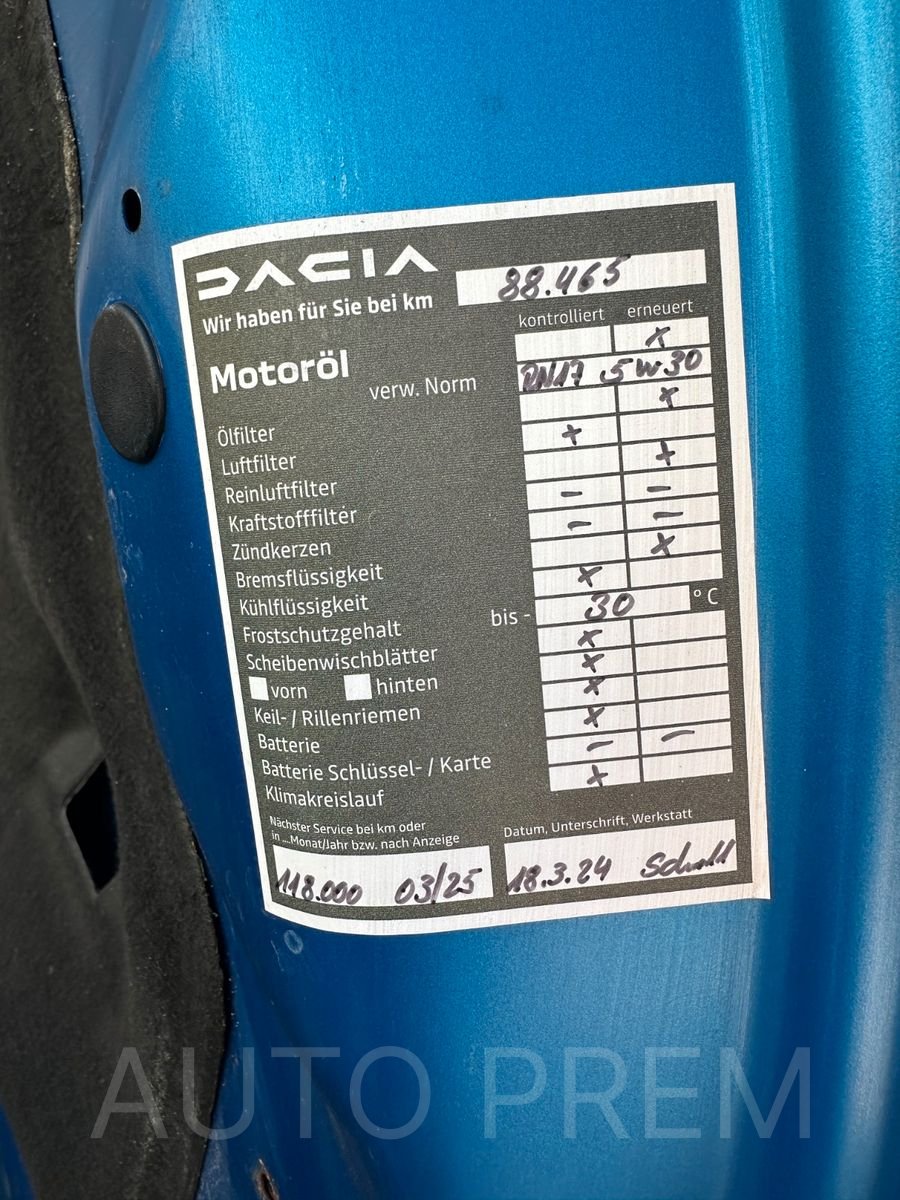 DACIA
Wir haben für Sie bei km 88.465
kontrolliert erneuert
Motoröl x
verw. Norm RN17 5W30
Ölfilter x
Luftfilter x
Reinluftfilter x
Kraftstofffilter - -
Zündkerzen - -
Bremsflüssigkeit x
Kühlflüssigkeit x
Frostschutzgehalt bis - 30 °C
Scheibenwischblätter x
vorn hinten x
Keil- / Rillenriemen x
Batterie x
Batterie Schlüssel- / Karte - -
Klimakreislauf x
Nächster Service bei km oder
in ...Monat/Jahr bzw. nach Anzeige
Datum, Unterschrift, Werkstatt
118.000 03/25 18.3.24
AUTO PREM